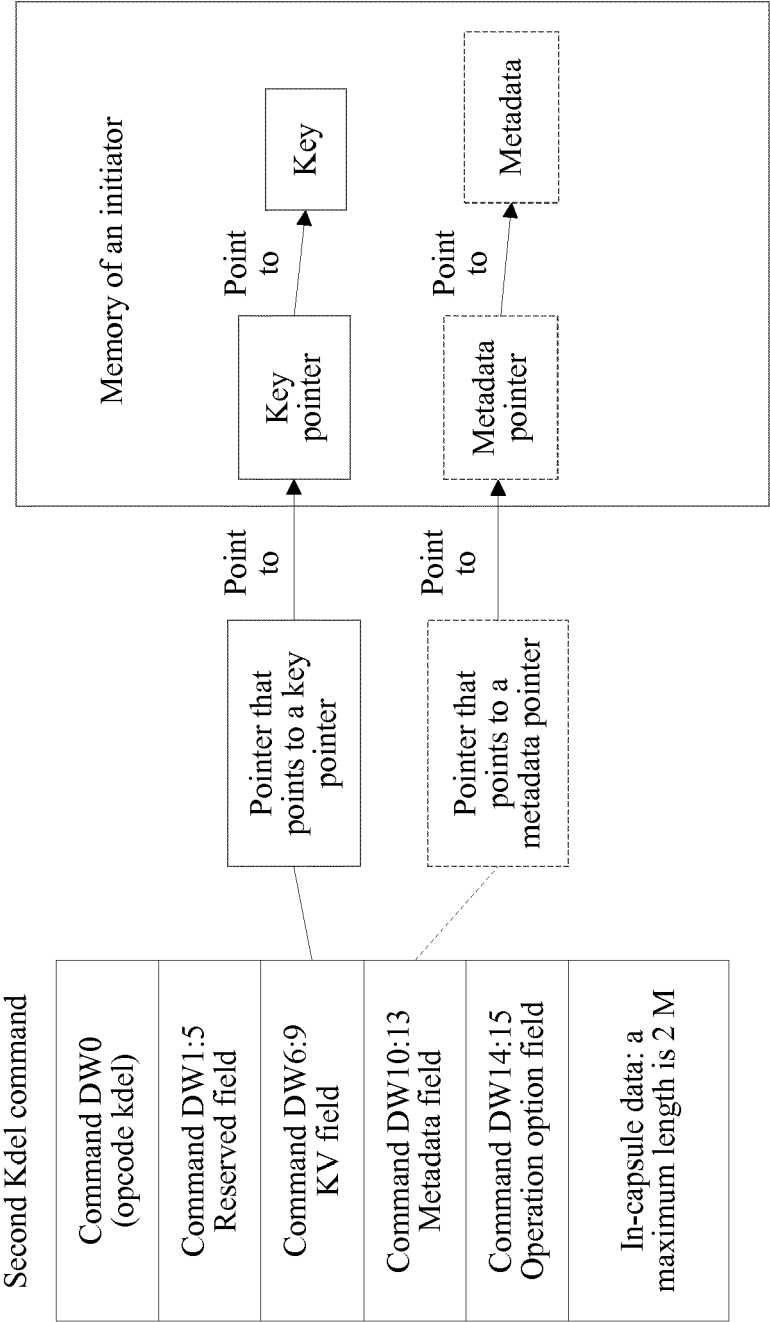 Second Kdel command
Command DW0
(opcode kdel)
Command DW1:5
Reserved field
Command DW6:9
KV field
Command DW10:13
Metadata field
Command DW14:15
Operation option field
In-capsule data: a
maximum length is 2 M
Pointer that
points to a key
pointer
Pointer that
points to a
metadata pointer
Point
to
Point
to
Memory of an initiator
Key
pointer
Metadata
pointer
Point
to
Point
to
Key
Metadata